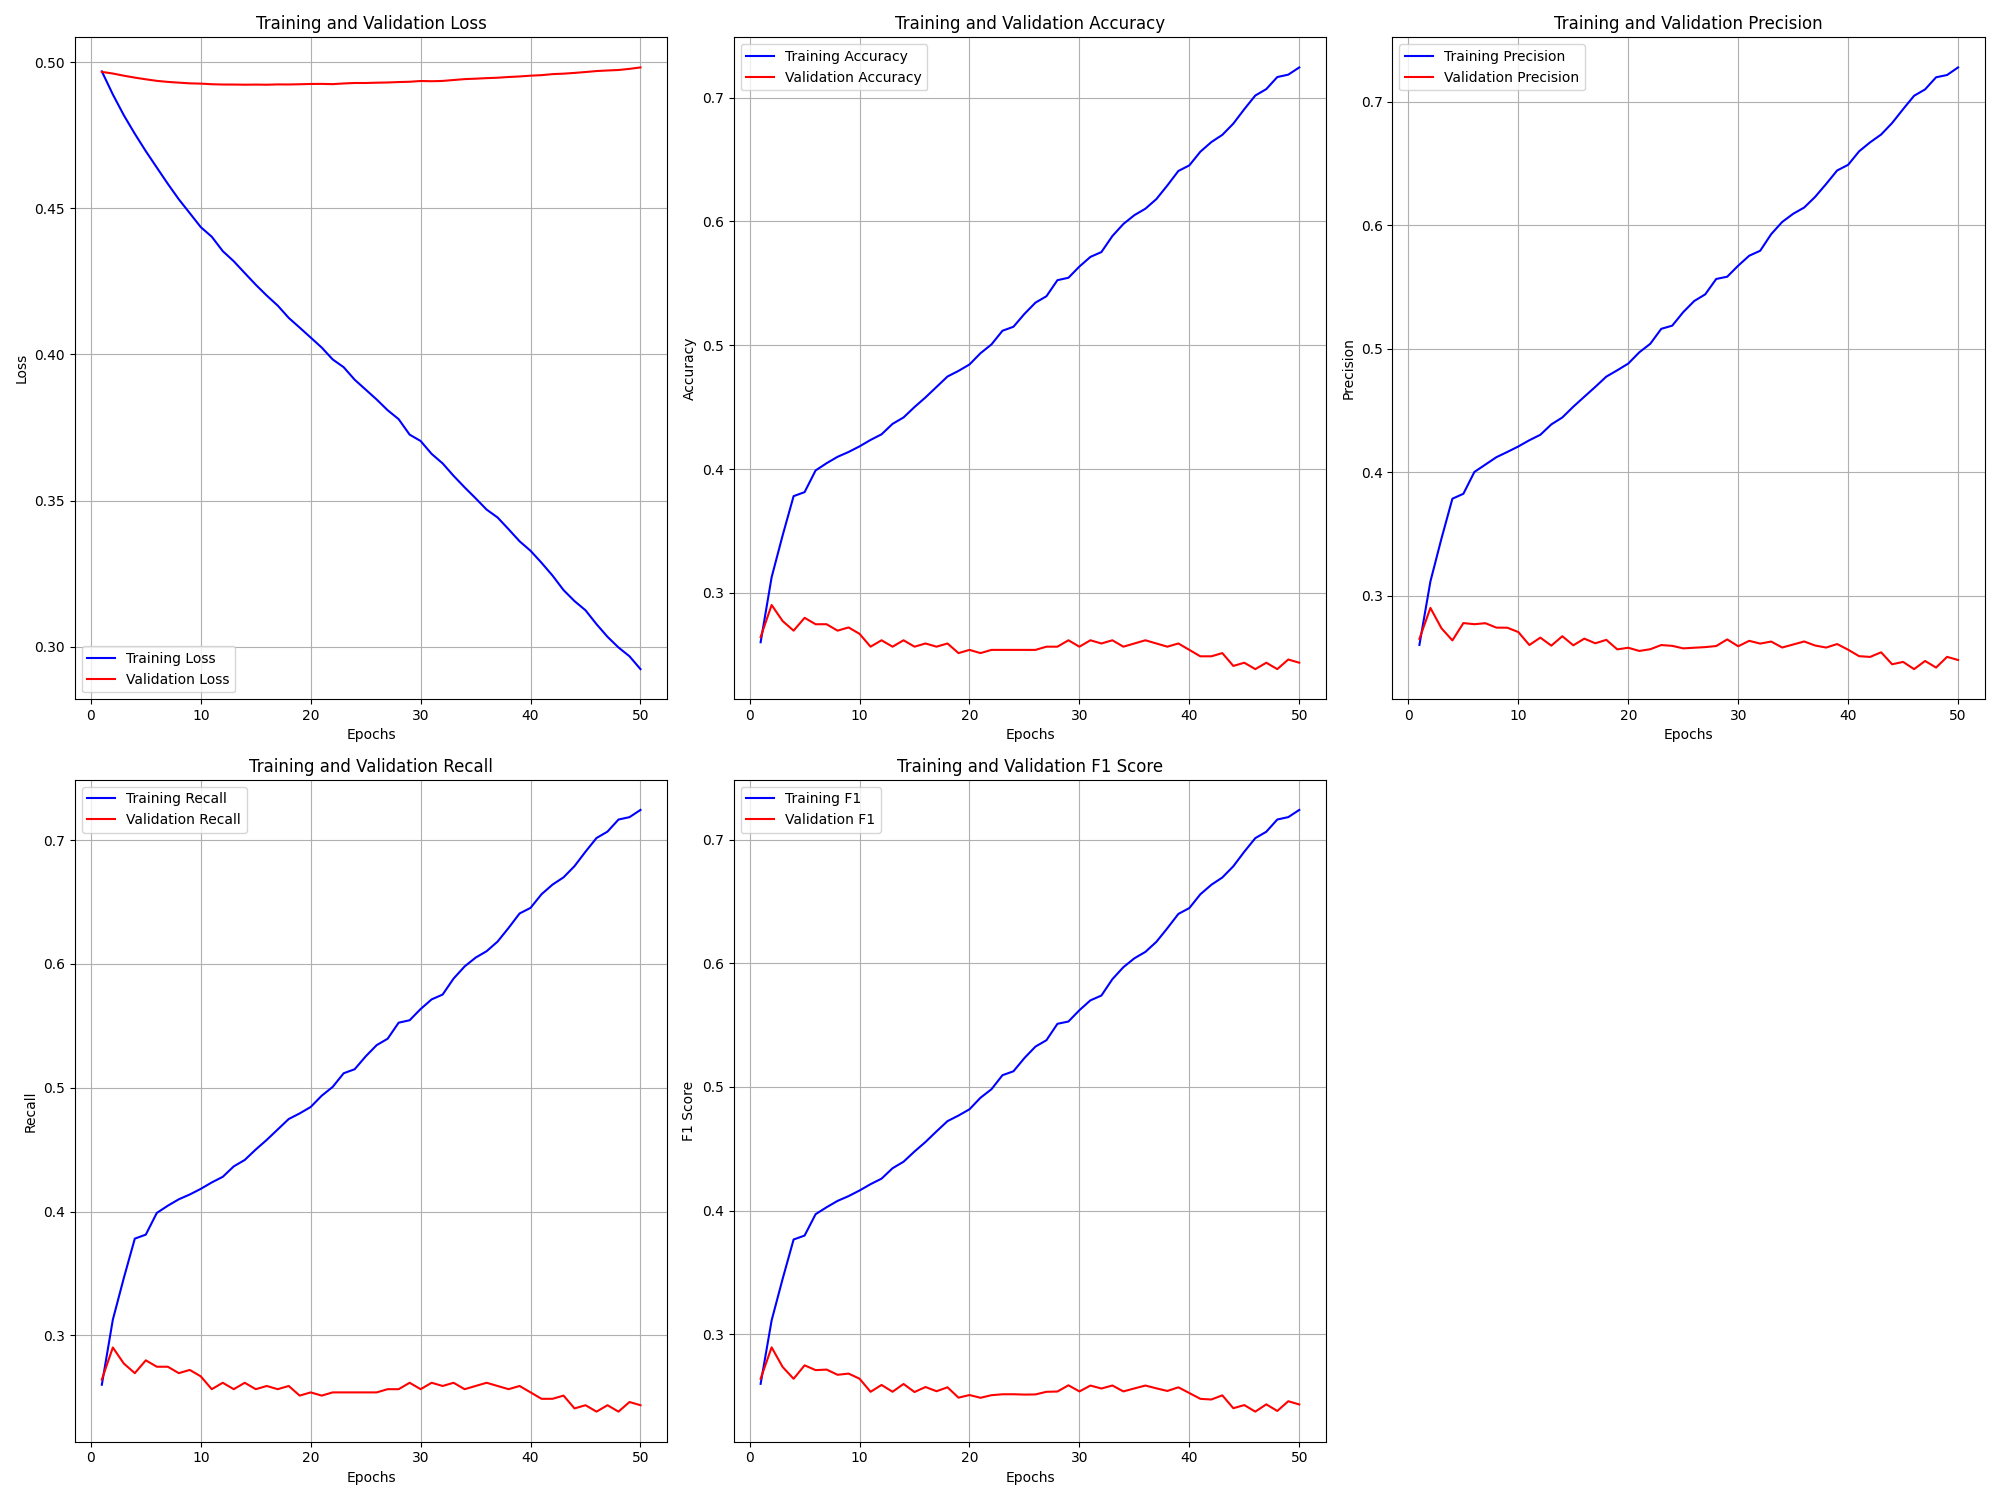 Training and Validation Loss
0.50
0.45
0.40
0.35
0.30
Loss
Training Loss
Validation Loss
0 10 20 30 40 50
Epochs
Training and Validation Accuracy
Training Accuracy
Validation Accuracy
0.7
0.6
0.5
0.4
0.3
Accuracy
0 10 20 30 40 50
Epochs
Training and Validation Precision
Training Precision
Validation Precision
0.7
0.6
0.5
0.4
0.3
Precision
0 10 20 30 40 50
Epochs
Training and Validation Recall
Training Recall
Validation Recall
0.7
0.6
0.5
0.4
0.3
Recall
0 10 20 30 40 50
Epochs
Training and Validation F1 Score
Training F1
Validation F1
0.7
0.6
0.5
0.4
0.3
F1 Score
0 10 20 30 40 50
Epochs